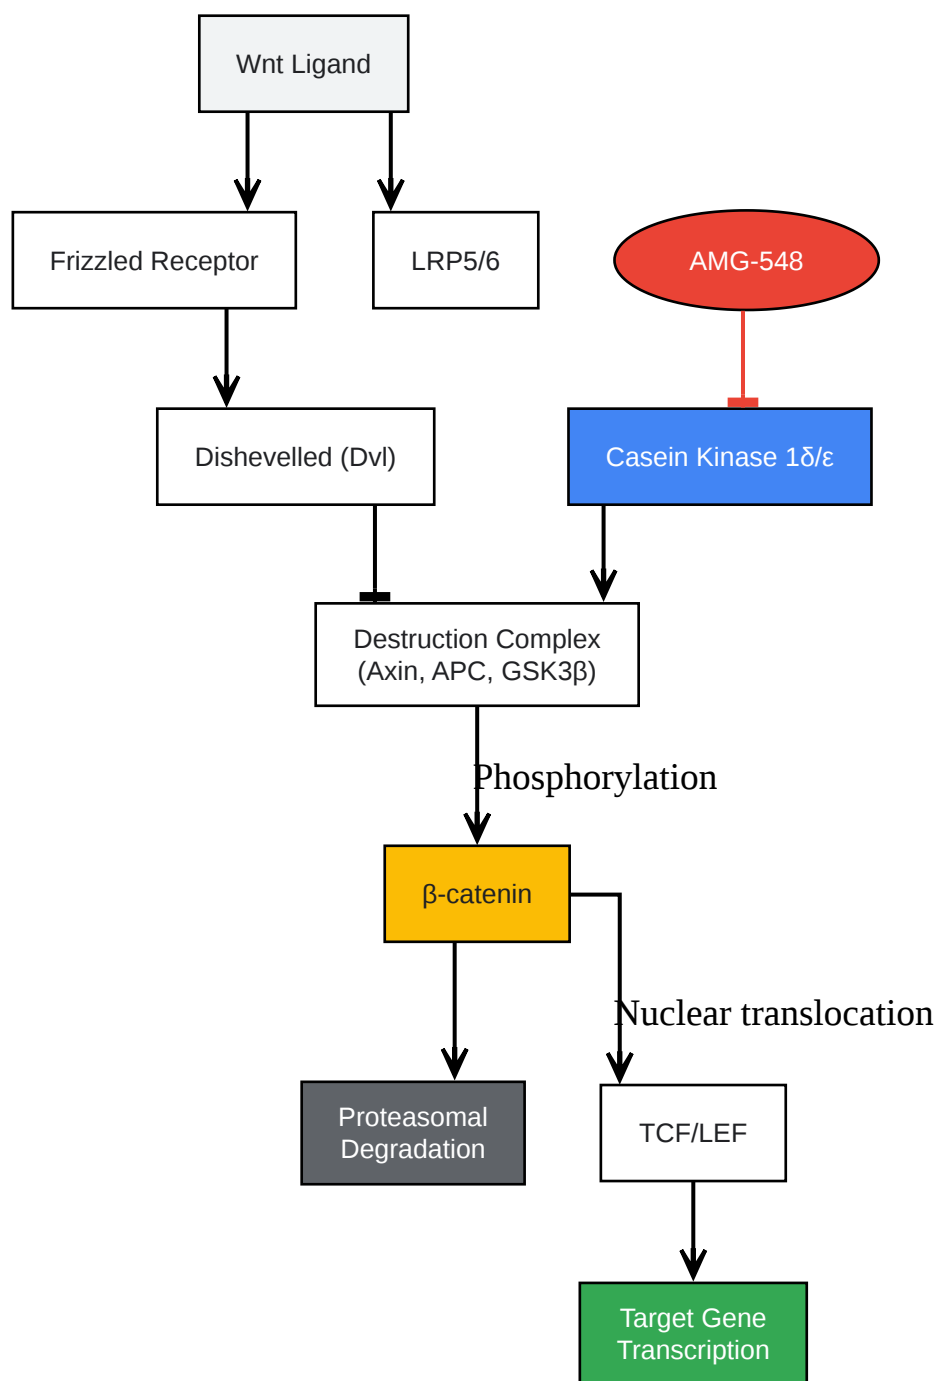 Wnt Ligand
Frizzled Receptor
LRP5/6
AMG-548
Dishevelled (Dvl)
Casein Kinase 1δ/ε
Destruction Complex
(Axin, APC, GSK3β)
Phosphorylation
β-catenin
Nuclear translocation
Proteasomal
Degradation
TCF/LEF
Target Gene
Transcription